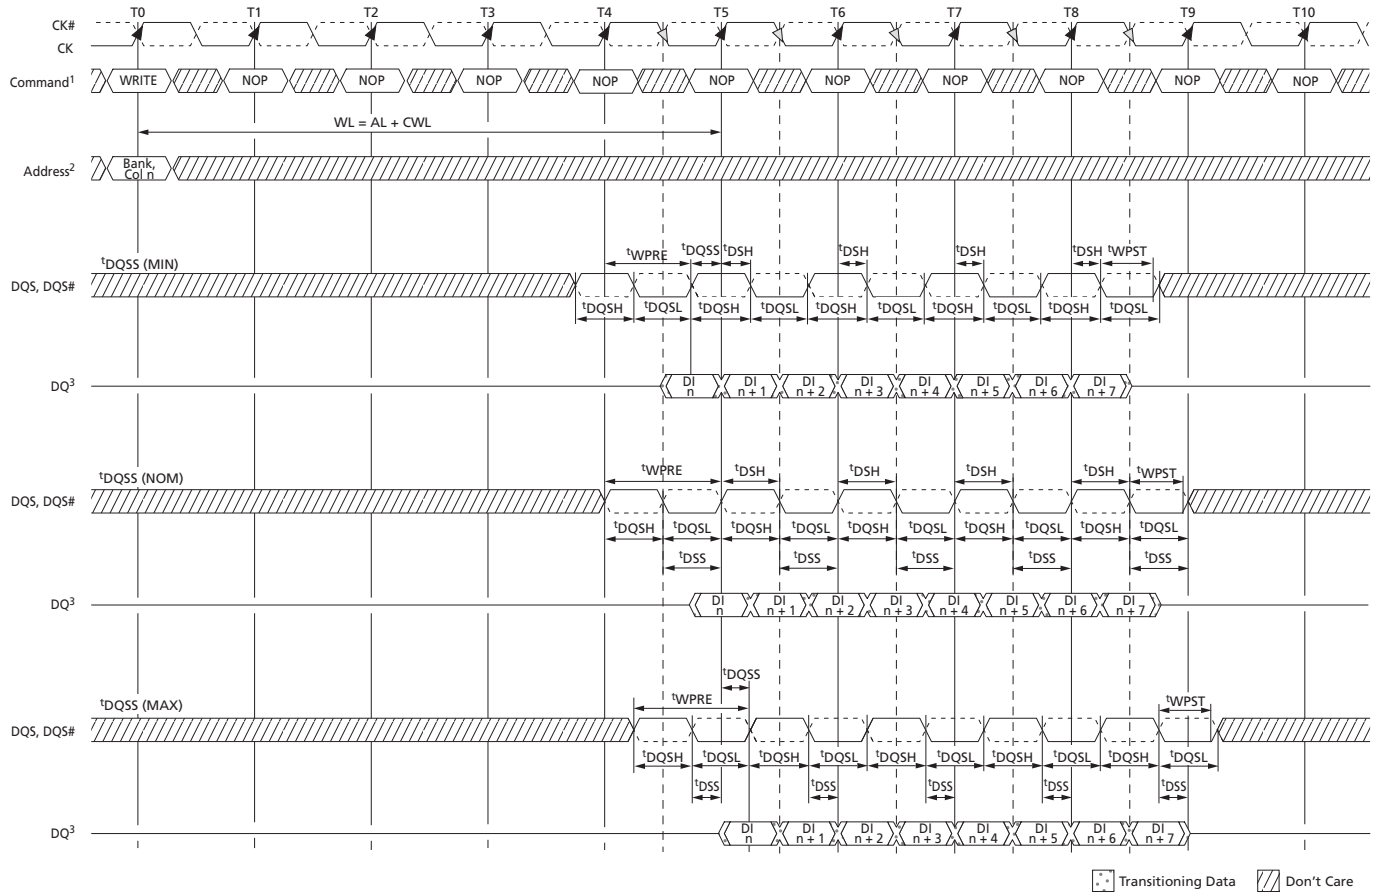 T0 T1 T2 T3 T4 T5 T6 T7 T8 T9 T10
CK#
CK
Command1 WRITE NOP NOP NOP NOP NOP NOP NOP NOP NOP NOP
WL = AL + CWL
Address2 Bank, Col n
tDQSS (MIN) tWPRE tDQSS tDSH tDSH tDSH tDSH tWPST
DQS, DQS#
tDQSH tDQSL tDQSH tDQSL tDQSH tDQSL tDQSH tDQSL tDQSH tDQSL
DQ3 DI n DI n + 1 DI n + 2 DI n + 3 DI n + 4 DI n + 5 DI n + 6 DI n + 7
tDQSS (NOM) tWPRE tDSH tDSH tDSH tDSH tWPST
DQS, DQS#
tDQSH tDQSL tDQSH tDQSL tDQSH tDQSL tDQSH tDQSL tDQSH tDQSL
tDSS tDSS tDSS tDSS tDSS
DQ3 DI n DI n + 1 DI n + 2 DI n + 3 DI n + 4 DI n + 5 DI n + 6 DI n + 7
tDQSS
tDQSS (MAX) tWPRE tWPST
DQS, DQS#
tDQSH tDQSL tDQSH tDQSL tDQSH tDQSL tDQSH tDQSL tDQSH tDQSL
tDSS tDSS tDSS tDSS tDSS
DQ3 DI n DI n + 1 DI n + 2 DI n + 3 DI n + 4 DI n + 5 DI n + 6 DI n + 7
Transitioning Data Don't Care